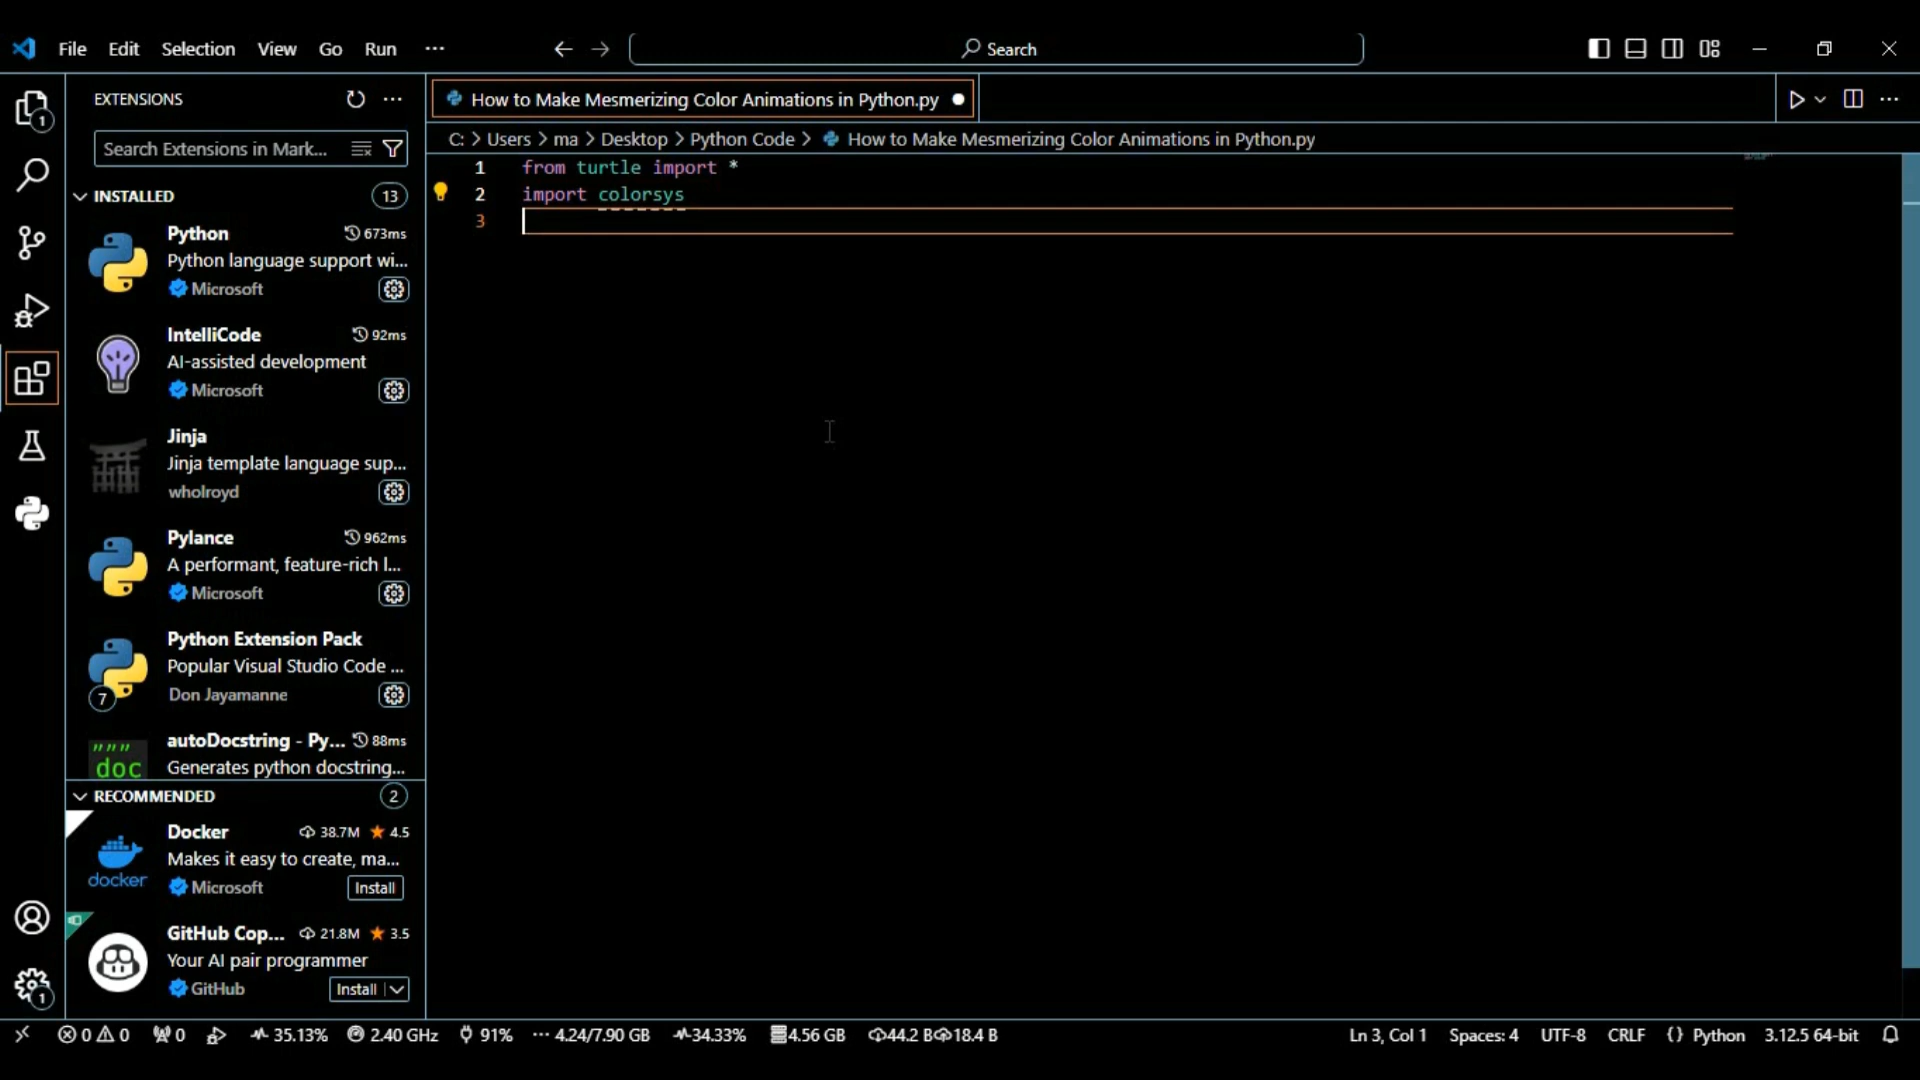 File Edit Selection View Go Run ···
Search
EXTENSIONS
Search Extensions in Mark...
INSTALLED 13
Python 673ms
Python language support wi...
Microsoft
IntelliCode 92ms
AI-assisted development
Microsoft
Jinja
Jinja template language sup...
wholroyd
Pylance 962ms
A performant, feature-rich l...
Microsoft
Python Extension Pack
Popular Visual Studio Code ...
7 Don Jayamanne
autoDocstring - Py... 88ms
""" doc
Generates python docstring...
RECOMMENDED 2
Docker 38.7M 4.5
Makes it easy to create, ma...
docker
Microsoft Install
GitHub Cop... 21.8M 3.5
Your AI pair programmer
GitHub Install
1
1
How to Make Mesmerizing Color Animations in Python.py
C: > Users > ma > Desktop > Python Code > How to Make Mesmerizing Color Animations in Python.py
1 from turtle import *
2 import colorsys
3
0 0 0 35.13% 2.40 GHz 91% ··· 4.24/7.90 GB 34.33% 4.56 GB 44.2 B 18.4 B Ln 3, Col 1 Spaces: 4 UTF-8 CRLF {} Python 3.12.5 64-bit